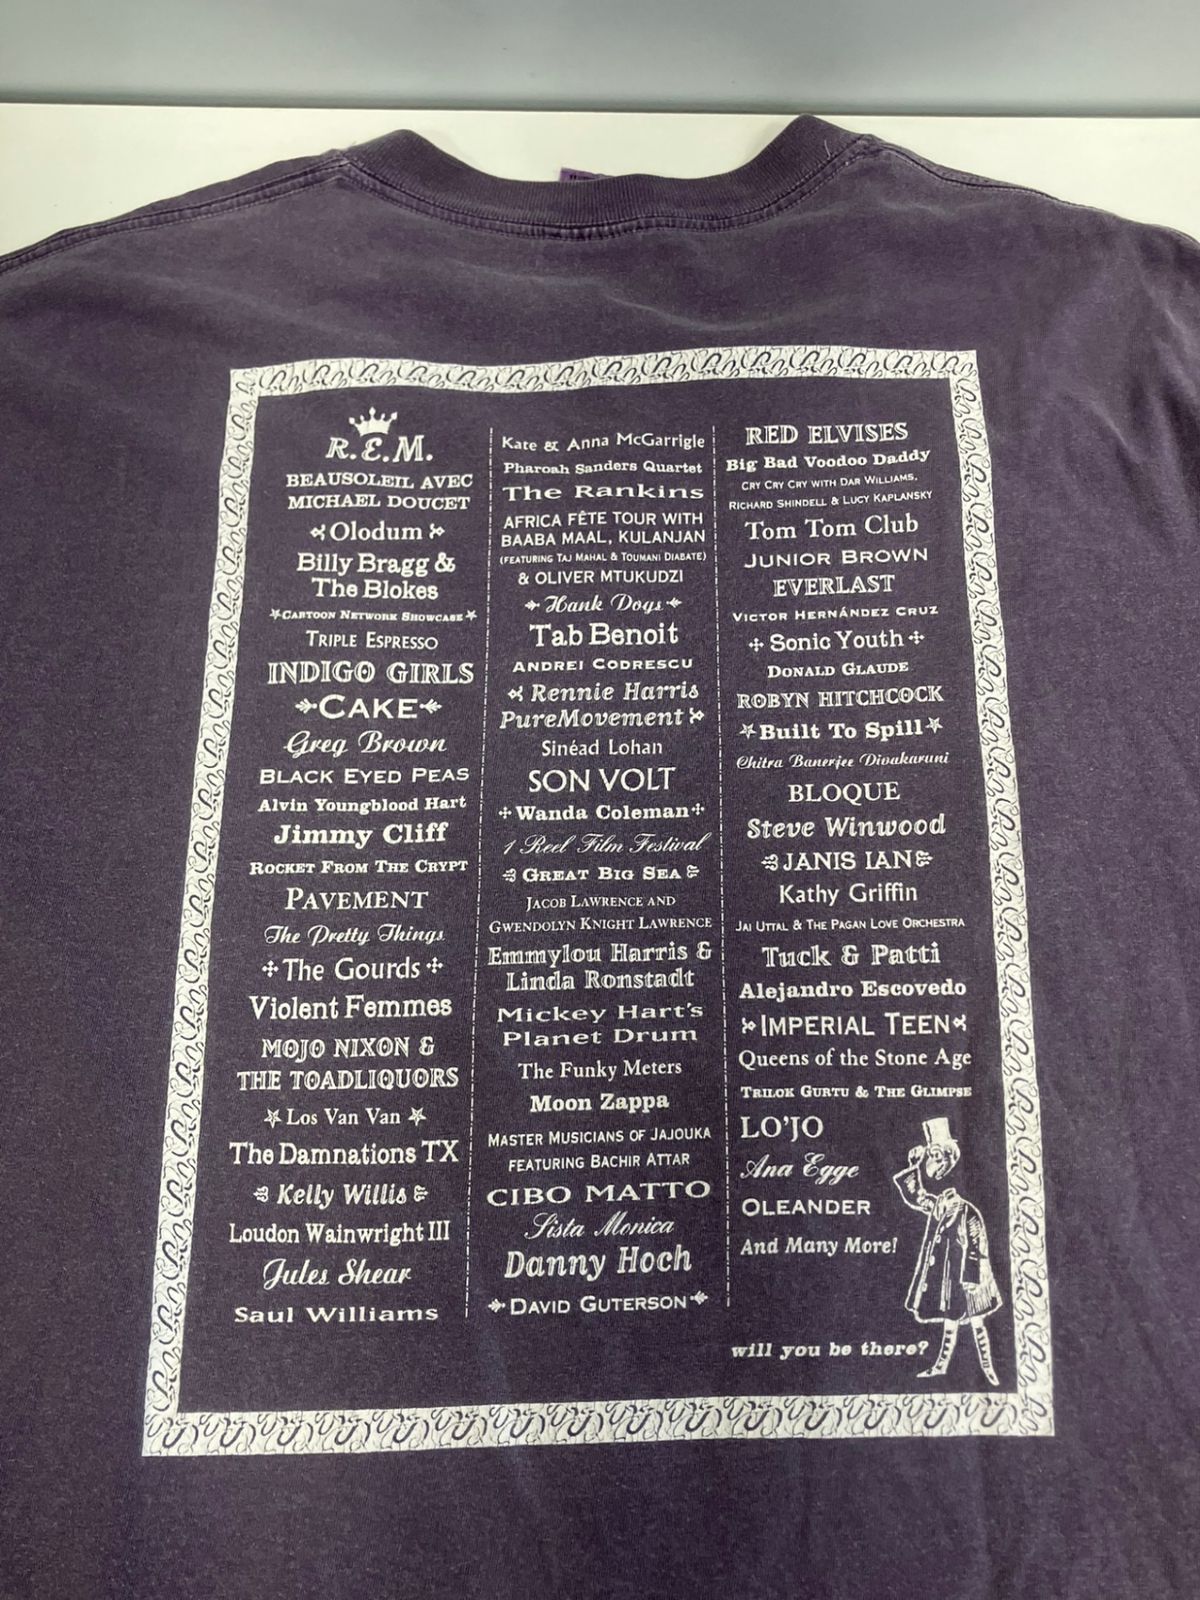 R.E.M.
BEAUSOLEIL AVEC
MICHAEL DOUCET
Olodum
Billy Bragg &
The Blokes
CARTOON NETWORK SHOWCASE
TRIPLE ESPRESSO
INDIGO GIRLS
CAKE
Greg Brown
BLACK EYED PEAS
Alvin Youngblood Hart
Jimmy Cliff
ROCKET FROM THE CRYPT
PAVEMENT
The Pretty Things
The Gourds
Violent Femmes
MOJO NIXON &
THE TOADLIQUORS
Los Van Van
The Damnations TX
Kelly Willis
Loudon Wainwright III
Jules Shear
Saul Williams
Kate & Anna McGarrigle
Pharoah Sanders Quartet
The Rankins
AFRICA FÊTE TOUR WITH
BAABA MAAL, KULANJAN
(FEATURING TAJ MAHAL & TOUMANI DIABATE)
& OLIVER MTUKUDZI
Hank Dogs
Tab Benoit
ANDREI CODRESCU
Rennie Harris
PureMovement
Sinéad Lohan
SON VOLT
Wanda Coleman
1 Reel Film Festival
GREAT BIG SEA
JACOB LAWRENCE AND
GWENDOLYN KNIGHT LAWRENCE
Emmylou Harris &
Linda Ronstadt
Mickey Hart's
Planet Drum
The Funky Meters
Moon Zappa
MASTER MUSICIANS OF JAJOUKA
FEATURING BACHIR ATTAR
CIBO MATTO
Sista Monica
Danny Hoch
DAVID GUTERSON
RED ELVISES
Big Bad Voodoo Daddy
CRY CRY CRY WITH DAR WILLIAMS,
RICHARD SHINDELL & LUCY KAPLANSKY
Tom Tom Club
JUNIOR BROWN
EVERLAST
VICTOR HERNÁNDEZ CRUZ
Sonic Youth
DONALD GLAUDE
ROBYN HITCHCOCK
Built To Spill
Chitra Banerjee Divakaruni
BLOQUE
Steve Winwood
JANIS IAN
Kathy Griffin
JAI UTTAL & THE PAGAN LOVE ORCHESTRA
Tuck & Patti
Alejandro Escovedo
IMPERIAL TEEN
Queens of the Stone Age
TRILOK GURTU & THE GLIMPSE
LO'JO
Ana Egge
OLEANDER
And Many More!
will you be there?